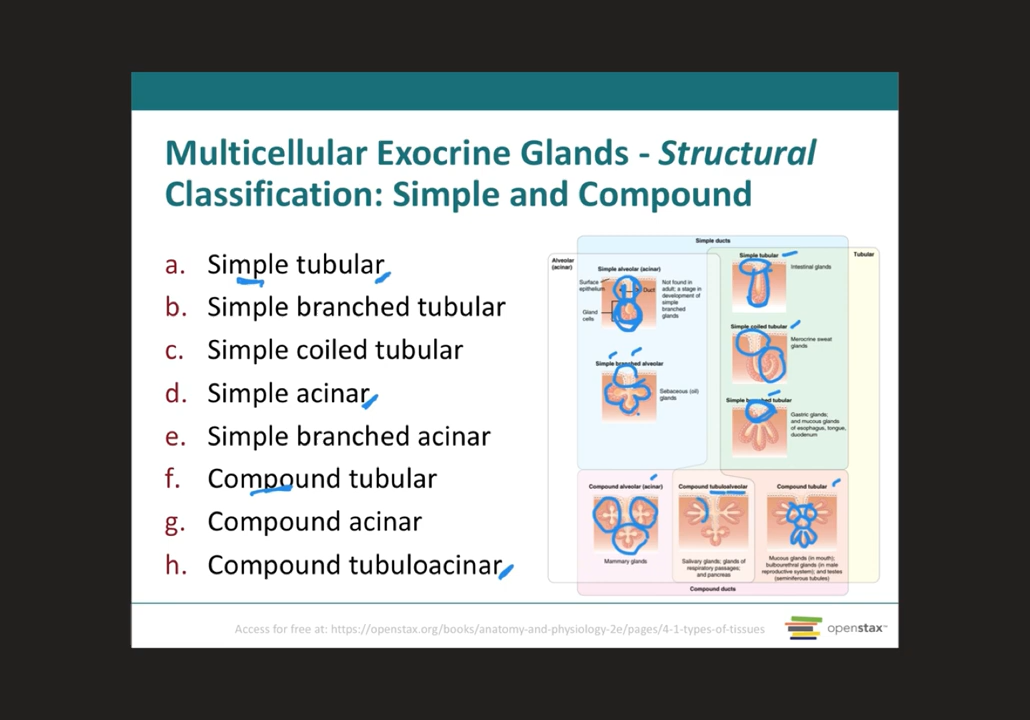 Multicellular Exocrine Glands - Structural
Classification: Simple and Compound
a. Simple tubular
b. Simple branched tubular
c. Simple coiled tubular
d. Simple acinar
e. Simple branched acinar
f. Compound tubular
g. Compound acinar
h. Compound tubuloacinar
Simple ducts
Alveolar
(acinar)
Tubular
Simple alveolar (acinar)
Surface
epithelium
Duct
Gland
cells
Not found in
adult; a stage in
development of
simple
branched
glands
Simple branched alveolar
Sebaceous (oil)
glands
Simple tubular
Intestinal glands
Simple coiled tubular
Merocrine sweat
glands
Simple branched tubular
Gastric glands;
and mucous glands
of esophagus, tongue,
duodenum
Compound alveolar (acinar)
Mammary glands
Compound tubuloalveolar
Salivary glands; glands of
respiratory passages;
and pancreas
Compound tubular
Mucous glands (in mouth);
bulbourethral glands (in male
reproductive system); and testes
(seminiferous tubules)
Compound ducts
Access for free at: https://openstax.org/books/anatomy-and-physiology-2e/pages/4-1-types-of-tissues
openstax™